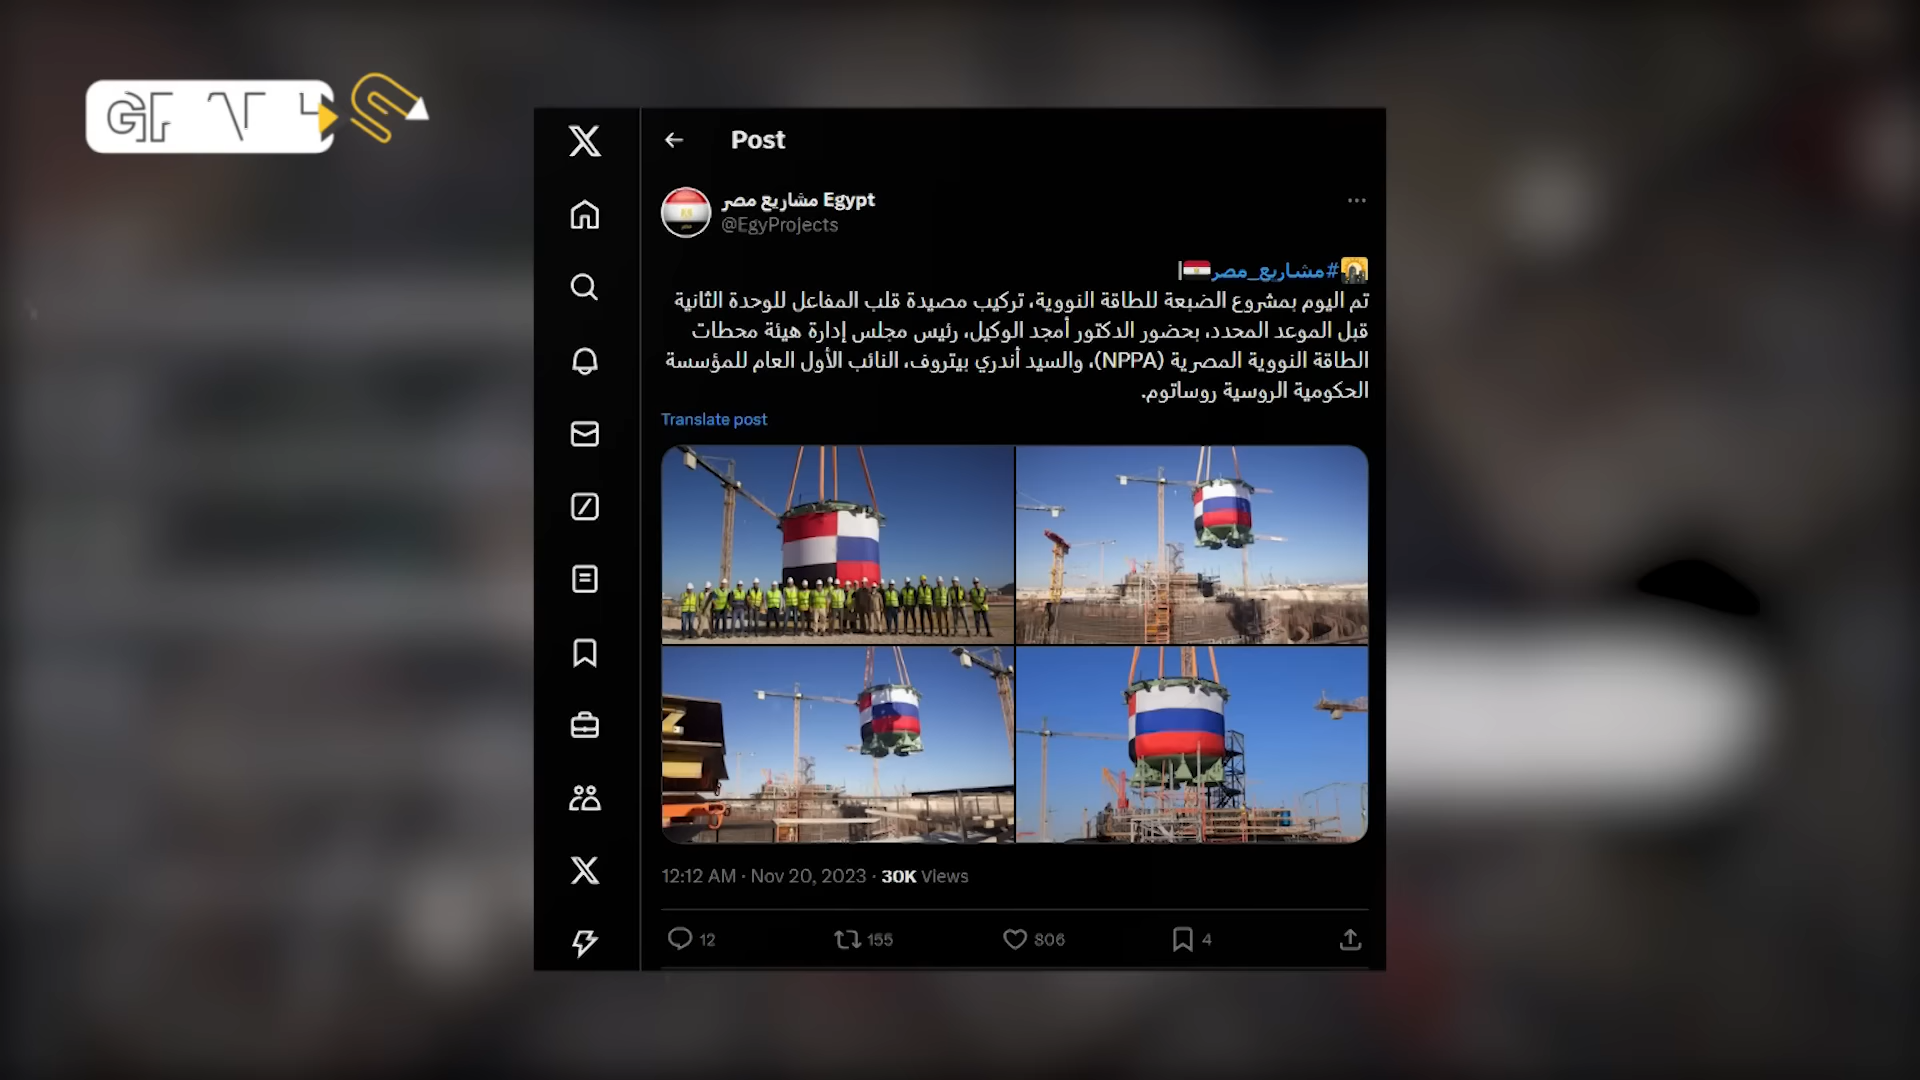 Post
مشاريع مصر Egypt
@EgyProjects
#مشاريع_مصر|
تم اليوم بمشروع الضبعة للطاقة النووية، تركيب مصيدة قلب المفاعل للوحدة الثانية
قبل الموعد المحدد، بحضور الدكتور أمجد الوكيل، رئيس مجلس إدارة هيئة محطات
الطاقة النووية المصرية (NPPA)، والسيد أندري بيتروف، النائب الأول العام للمؤسسة
الحكومية الروسية روساتوم.
Translate post
12:12 AM · Nov 20, 2023 · 30K Views
12 155 806 4